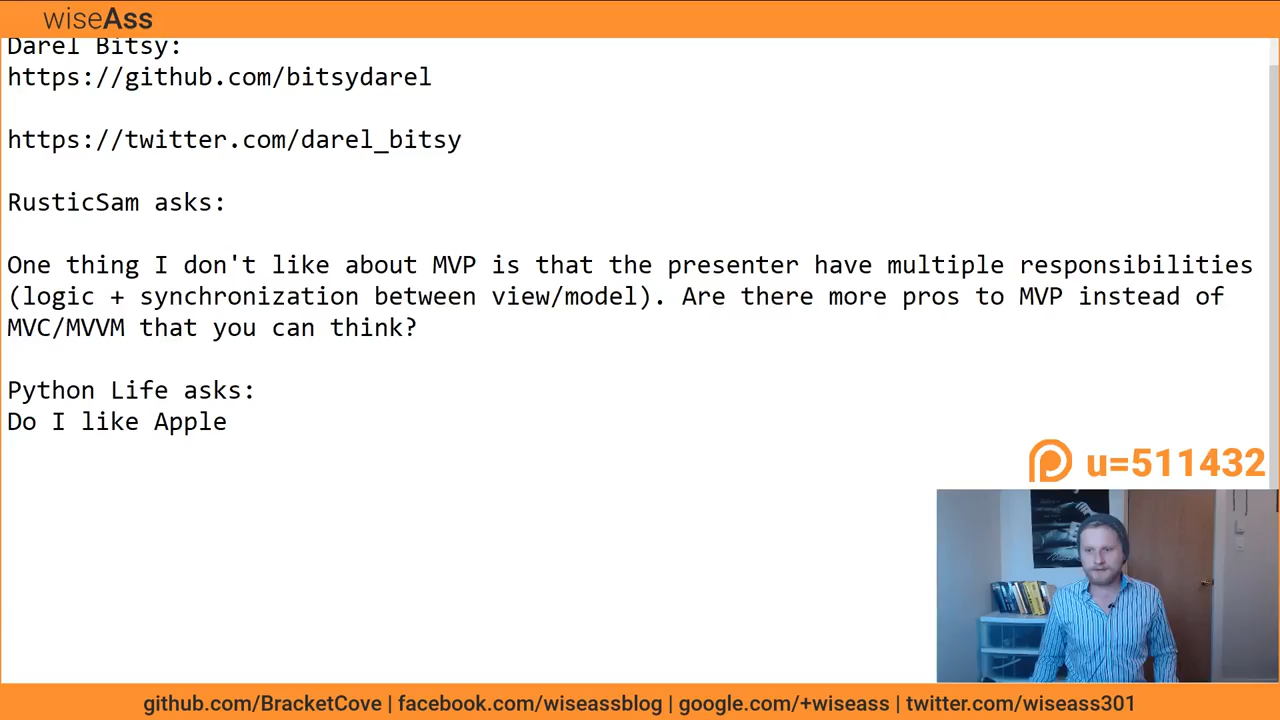 wiseAss
Darel Bitsy:
https://github.com/bitsydarel
https://twitter.com/darel_bitsy
RusticSam asks:
One thing I don't like about MVP is that the presenter have multiple responsibilities
(logic + synchronization between view/model). Are there more pros to MVP instead of
MVC/MVVM that you can think?
Python Life asks:
Do I like Apple
u=511432
github.com/BracketCove | facebook.com/wiseassblog | google.com/+wiseass | twitter.com/wiseass301